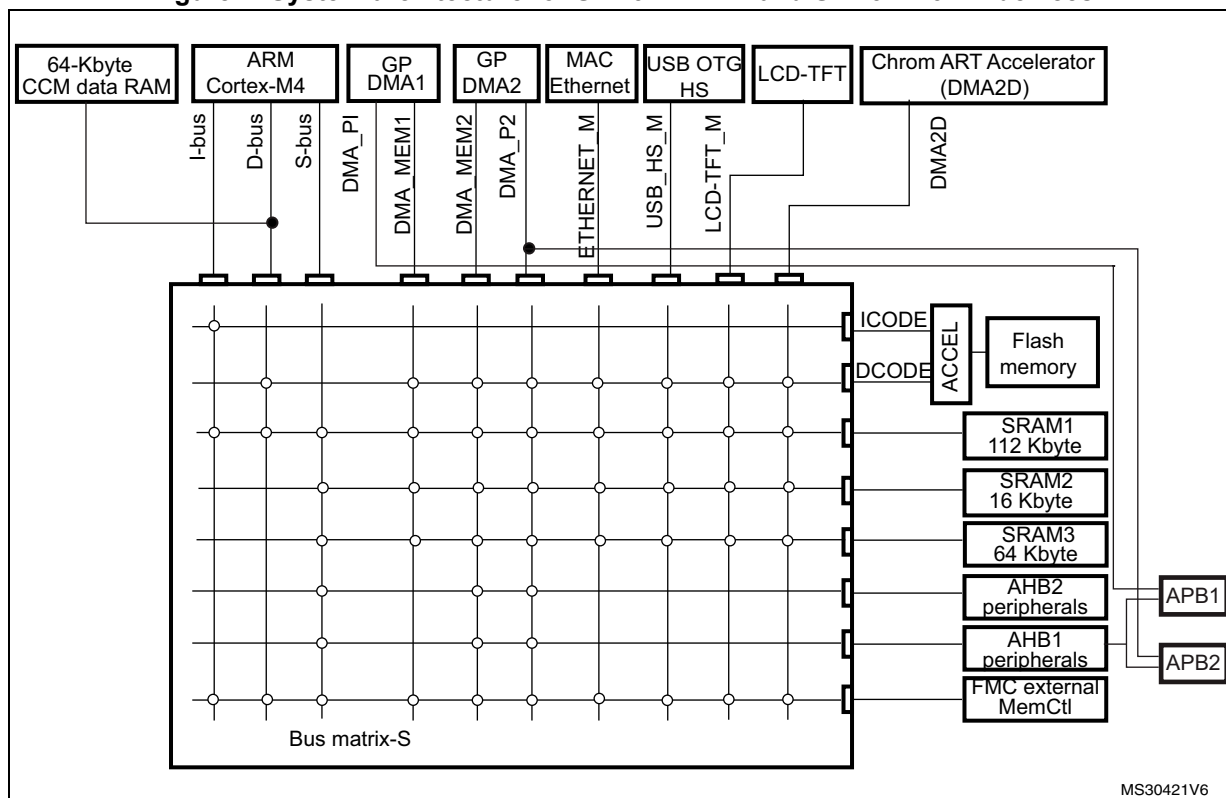 64-Kbyte
CCM data RAM
ARM
Cortex-M4
GP
DMA1
GP
DMA2
MAC
Ethernet
USB OTG
HS
LCD-TFT
Chrom ART Accelerator
(DMA2D)
I-bus
D-bus
S-bus
DMA_PI
DMA_MEM1
DMA_MEM2
DMA_P2
ETHERNET_M
USB_HS_M
LCD-TFT_M
DMA2D
ICODE
DCODE
ACCEL
Flash
memory
SRAM1
112 Kbyte
SRAM2
16 Kbyte
SRAM3
64 Kbyte
AHB2
peripherals
AHB1
peripherals
FMC external
MemCtl
APB1
APB2
Bus matrix-S
MS30421V6